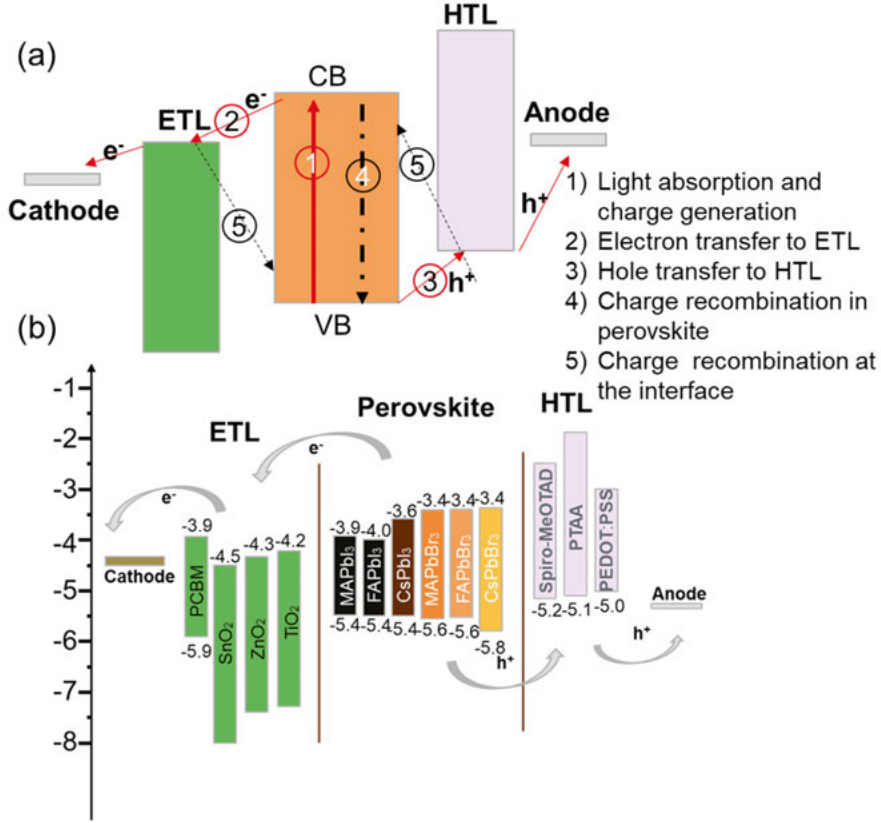 (a)
HTL
CB
e-
ETL
2
e-
Anode
1
4
5
5
Cathode
h+
3
h+
VB
1) Light absorption and
charge generation
2) Electron transfer to ETL
3) Hole transfer to HTL
4) Charge recombination in
perovskite
5) Charge recombination at
the interface
(b)
-1
-2
-3
-4
-5
-6
-7
-8
ETL
Perovskite
HTL
e-
e-
Cathode
-3.9
PCBM
-5.9
-4.5
SnO₂
-4.3
ZnO₂
-4.2
TiO₂
-3.9
MAPbI₃
-5.4
-4.0
FAPbI₃
-5.4
-3.6
CsPbI₃
-5.4
-3.4
MAPbBr₃
-5.6
-3.4
FAPbBr₃
-5.6
-3.4
CsPbBr₃
-5.8
h+
Spiro-MeOTAD
-5.2
PTAA
-5.1
PEDOT:PSS
-5.0
h+
Anode